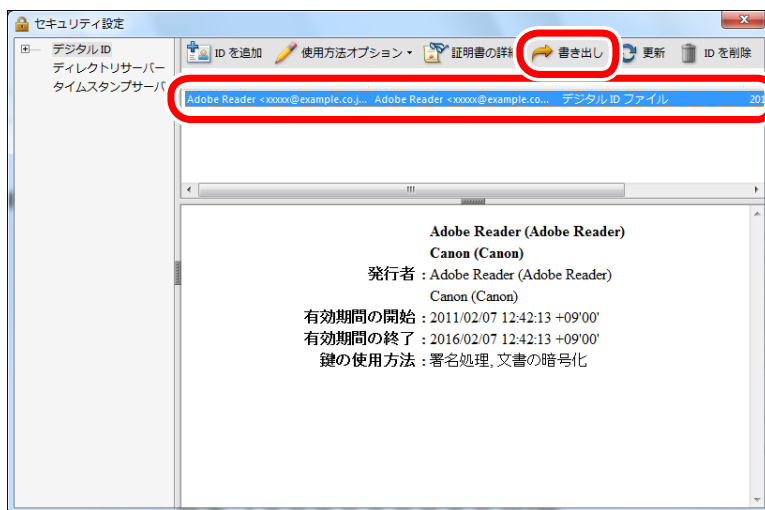 セキュリティ設定
デジタル ID
ディレクトリサーバー
タイムスタンプサーバ
ID を追加 使用方法オプション 証明書の詳細 書き出し 更新 ID を削除
Adobe Reader <xxxxx@example.co.j... Adobe Reader <xxxxx@example.co... デジタル ID ファイル 201
Adobe Reader (Adobe Reader)
Canon (Canon)
発行者 : Adobe Reader (Adobe Reader)
Canon (Canon)
有効期間の開始 : 2011/02/07 12:42:13 +09'00'
有効期間の終了 : 2016/02/07 12:42:13 +09'00'
鍵の使用方法 : 署名処理, 文書の暗号化